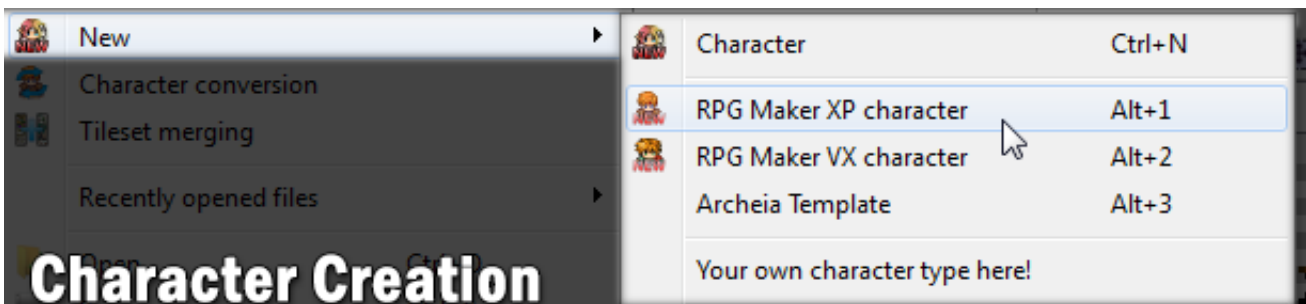 New
Character conversion
Tileset merging
Recently opened files
Open
Character Creation
Character Ctrl+N
RPG Maker XP character Alt+1
RPG Maker VX character Alt+2
Archeia Template Alt+3
Your own character type here!